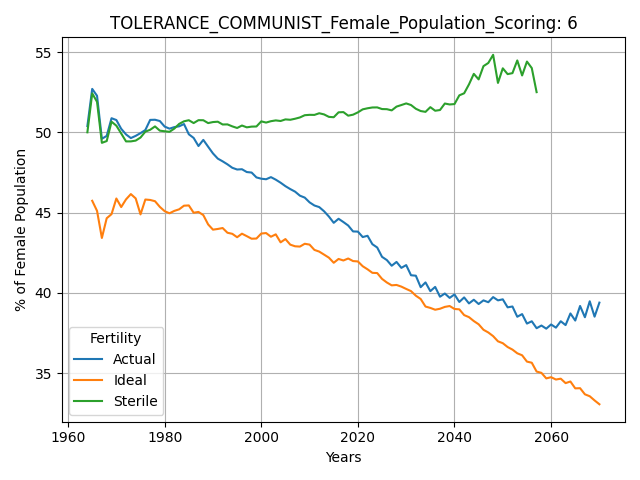 TOLERANCE_COMMUNIST_Female_Population_Scoring: 6
% of Female Population
55
50
45
40
35
Fertility
Actual
Ideal
Sterile
1960
1980
2000
2020
2040
2060
Years